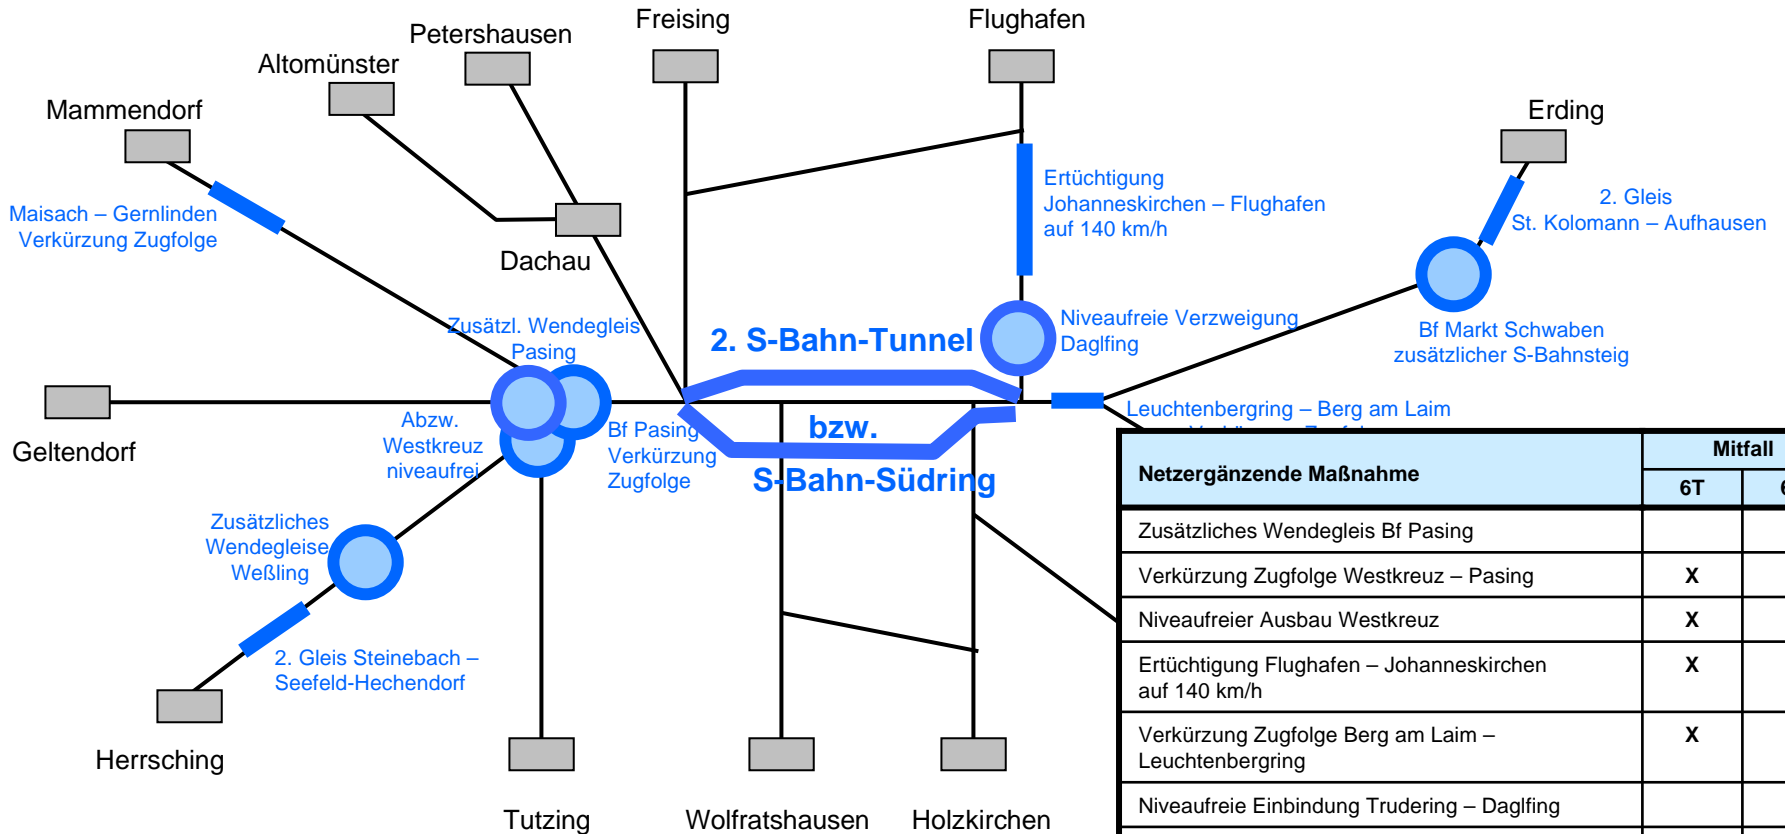 Freising
Flughafen
Petershausen
Altomünster
Mammendorf
Erding
Maisach – Gernlinden
Verkürzung Zugfolge
Ertüchtigung
Johanneskirchen – Flughafen
auf 140 km/h
2. Gleis
St. Kolomann – Aufhausen
Dachau
Zusätzl. Wendegleis
Pasing
2. S-Bahn-Tunnel
Niveaufreie Verzweigung
Daglfing
Bf Markt Schwaben
zusätzlicher S-Bahnsteig
Geltendorf
Abzw.
Westkreuz
niveaufrei
Bf Pasing
Verkürzung
Zugfolge
bzw.
S-Bahn-Südring
Leuchtenbergring – Berg am Laim
Zusätzliches
Wendegleise
Weßling
2. Gleis Steinebach –
Seefeld-Hechendorf
Herrsching
Tutzing
Wolfratshausen
Holzkirchen
Netzergänzende Maßnahme
Mitfall
6T
Zusätzliches Wendegleis Bf Pasing
Verkürzung Zugfolge Westkreuz – Pasing X
Niveaufreier Ausbau Westkreuz X
Ertüchtigung Flughafen – Johanneskirchen X
auf 140 km/h
Verkürzung Zugfolge Berg am Laim – X
Leuchtenbergring
Niveaufreie Einbindung Trudering – Daglfing